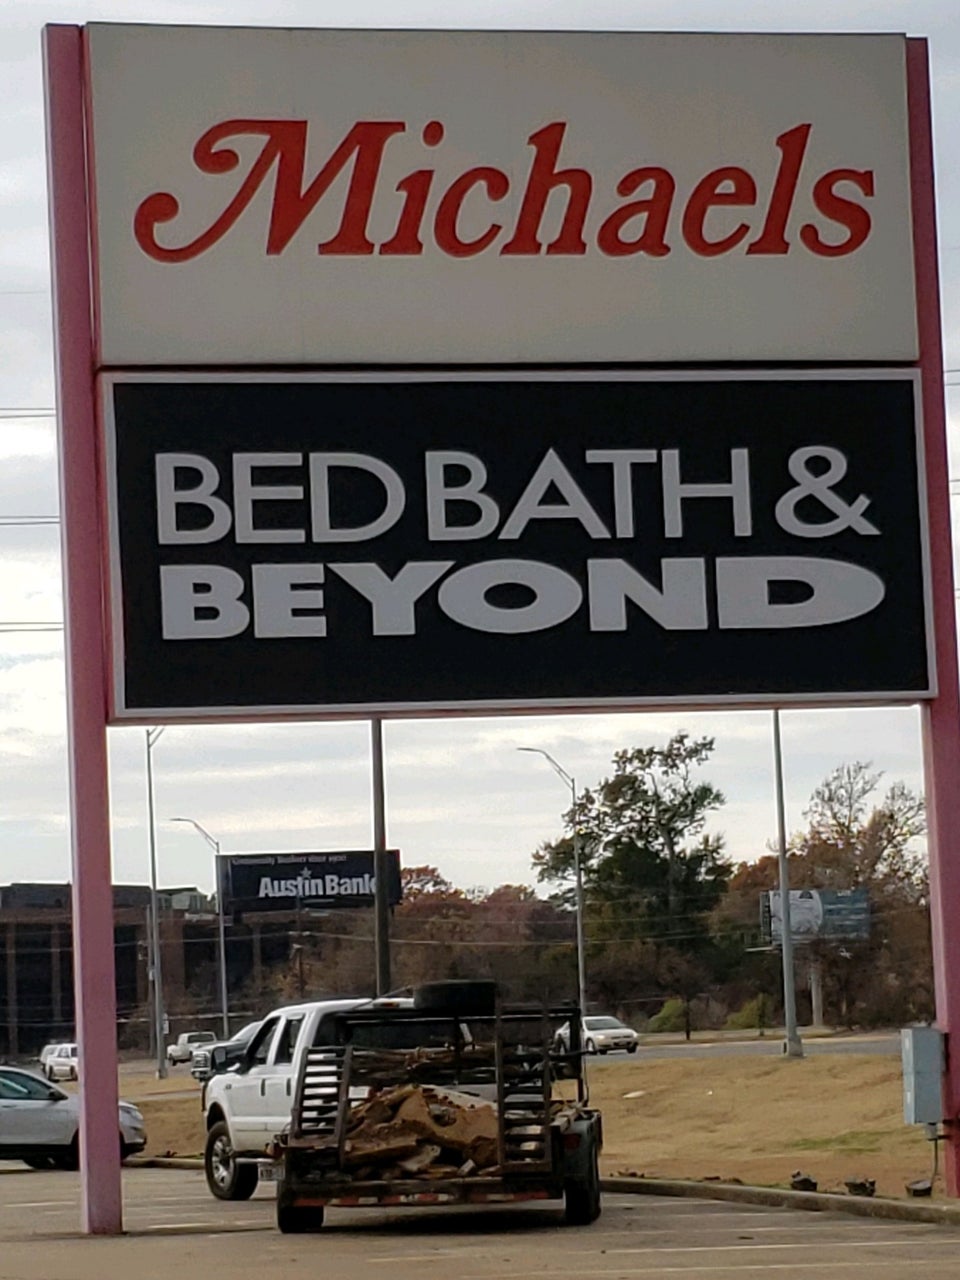 Michaels
BED BATH &
BEYOND
Austin Bank